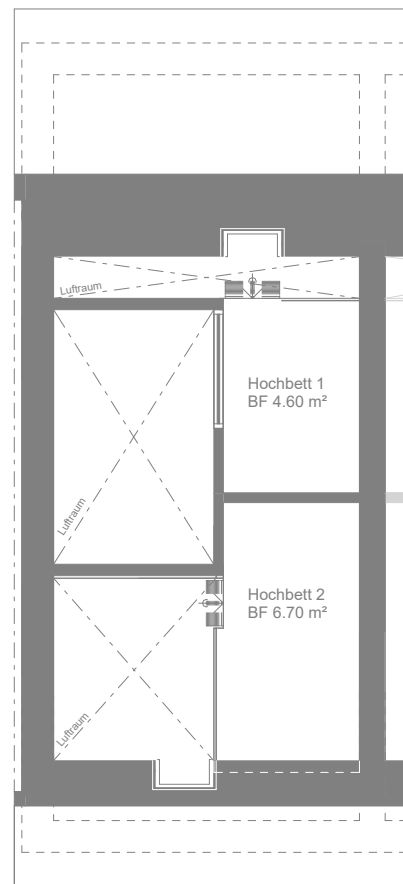 Luftraum
Hochbett 1
BF 4.60 m²
Luftraum
Hochbett 2
BF 6.70 m²
Luftraum